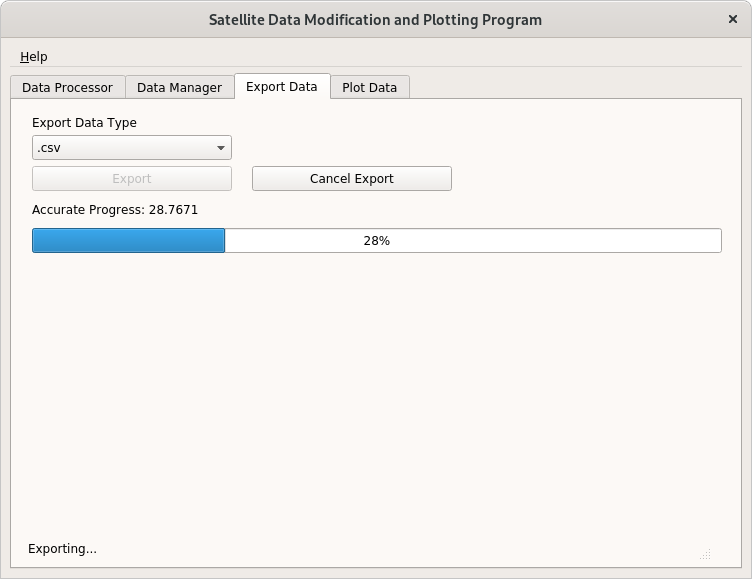 Satellite Data Modification and Plotting Program
Help
Data Processor Data Manager Export Data Plot Data
Export Data Type
.csv
Export Cancel Export
Accurate Progress: 28.7671
28%
Exporting...